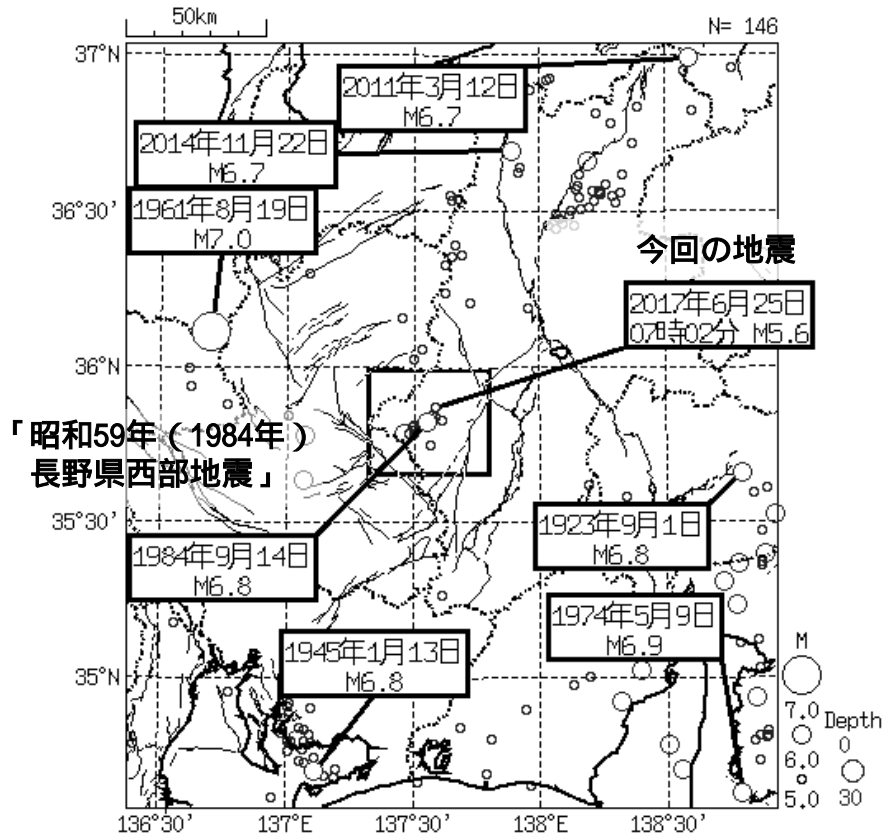 50km
N= 146
37°N
2011年3月12日
M6.7
2014年11月22日
M6.7
36°30'
1961年8月19日
M7.0
今回の地震
2017年6月25日
07時02分 M5.6
36°N
「昭和59年(1984年)
長野県西部地震」
35°30'
1923年9月1日
M6.8
1984年9月14日
M6.8
1974年5月9日
M6.9
1945年1月13日
M6.8
35°N
M
7.0
6.0
5.0
Depth
0
30
136°30'
137°E
137°30'
138°E
138°30'